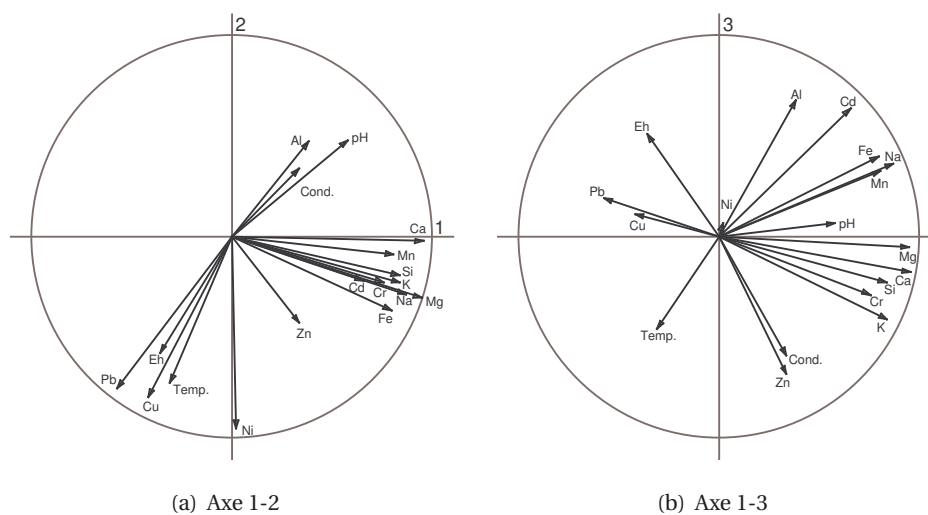 2
Al
pH
Cond.
Ca
1
Mn
Si
K
Cd
Cr
Na
Mg
Fe
Zn
Eh
Pb
Temp.
Cu
Ni
(a) Axe 1-2
3
Al
Cd
Eh
Fe
Na
Mn
Pb
Ni
Cu
pH
Mg
Ca
Si
Cr
K
Temp.
Cond.
Zn
(b) Axe 1-3